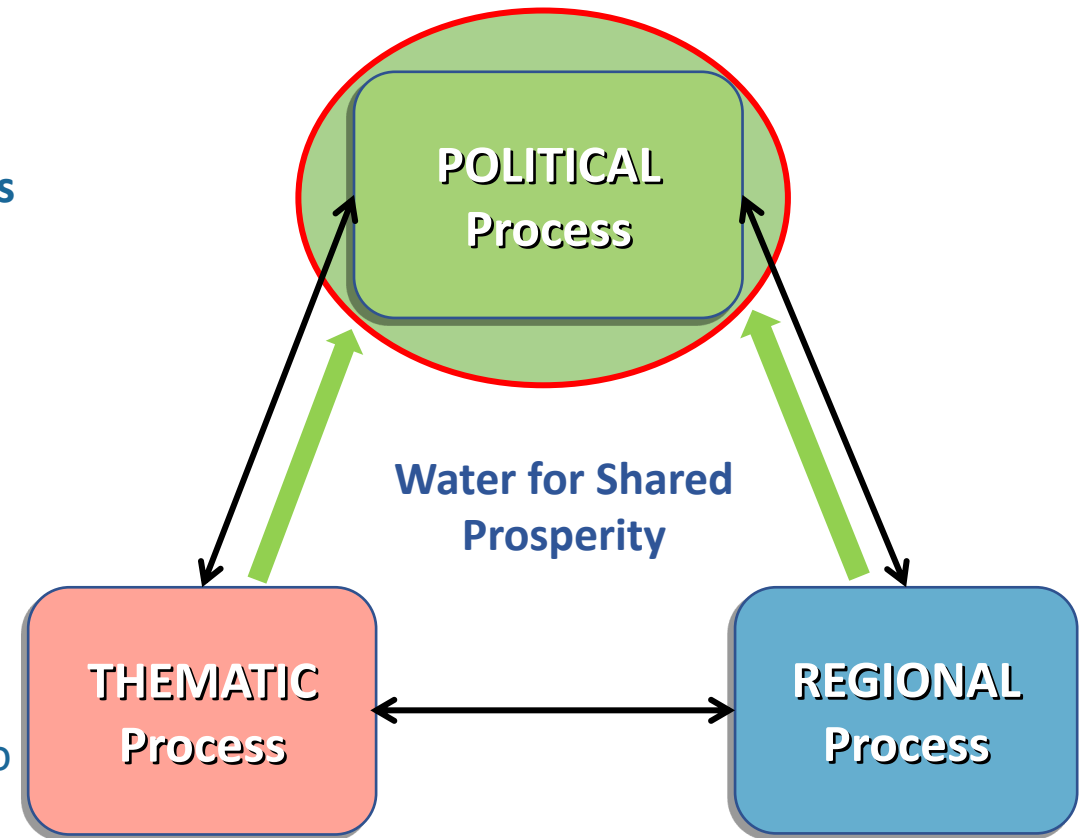 POLITICAL
Process
s
Water for Shared
Prosperity
THEMATIC
Process
REGIONAL
Process
o